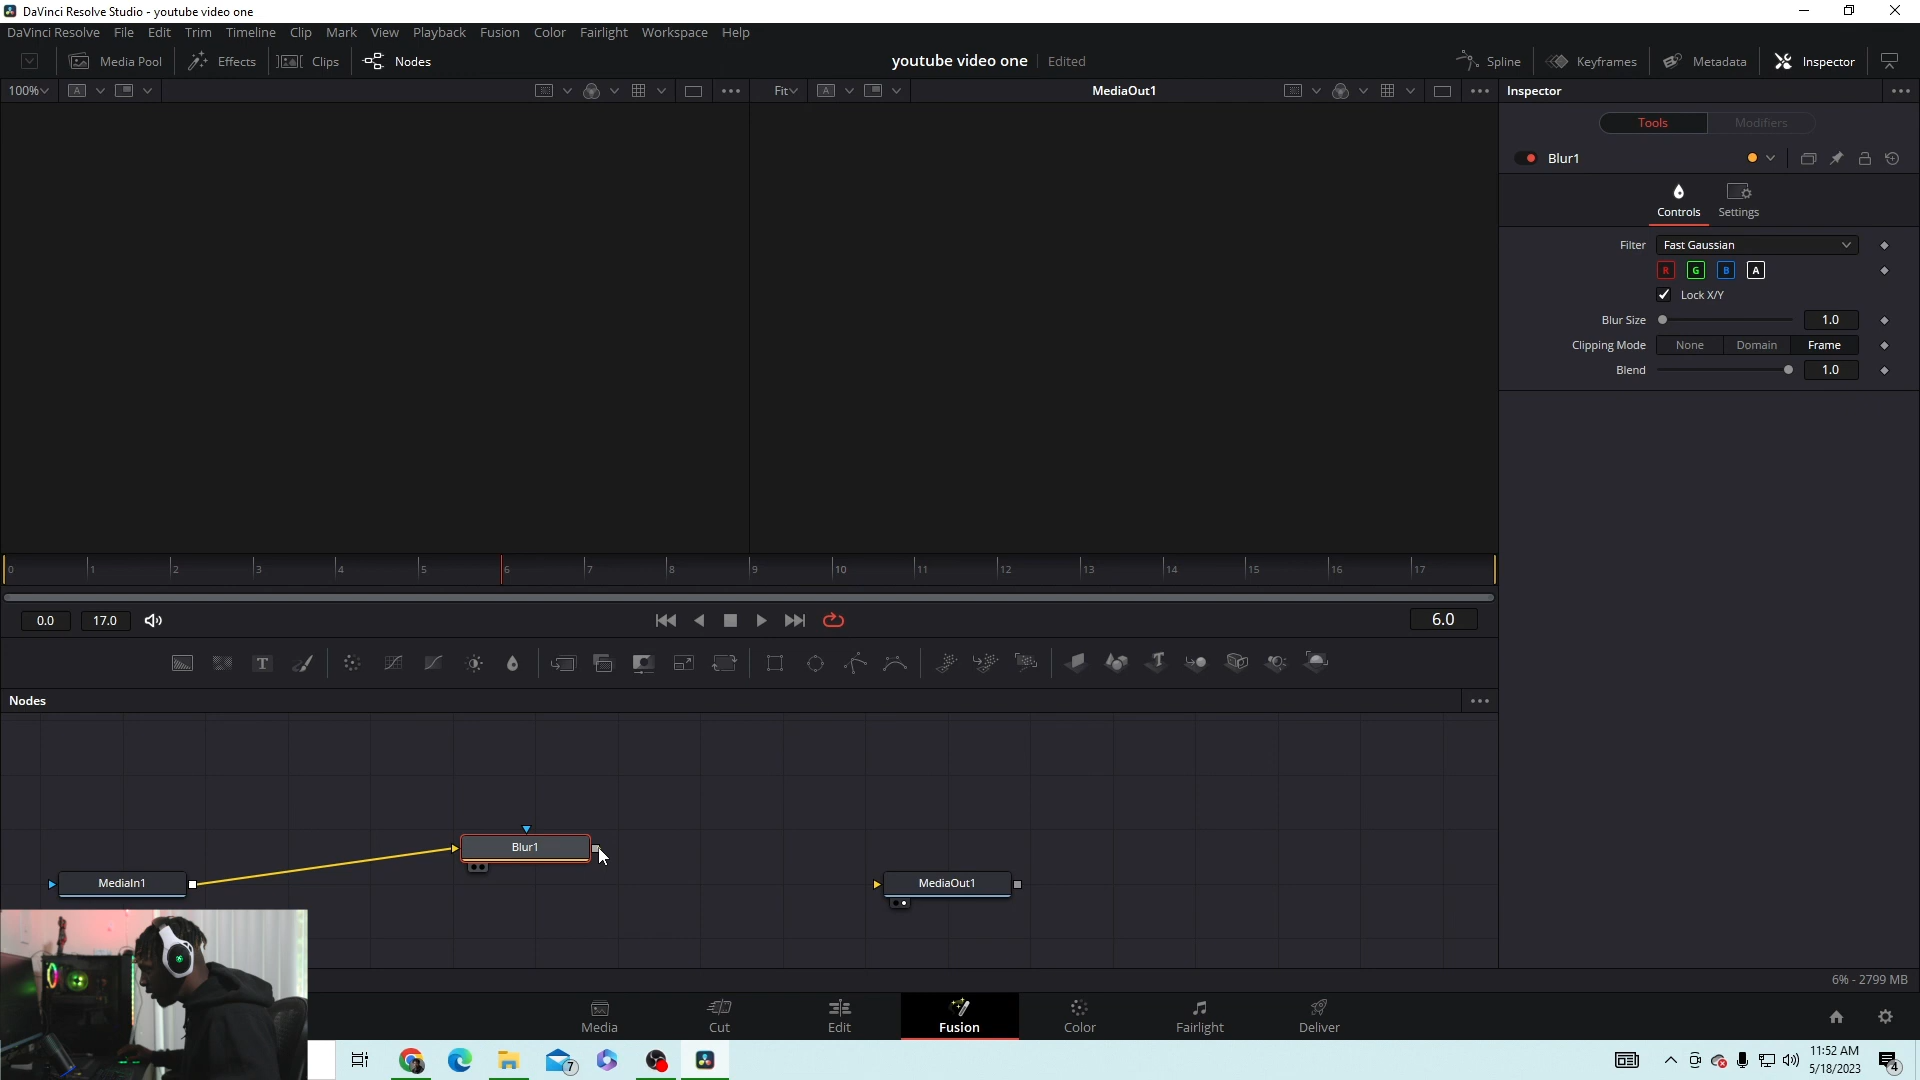 DaVinci Resolve Studio - youtube video one
DaVinci Resolve File Edit Trim Timeline Clip Mark View Playback Fusion Color Fairlight Workspace Help
Media Pool Effects Clips Nodes youtube video one Edited Spline Keyframes Metadata Inspector
100% A Fit A MediaOut1 Inspector
Tools Modifiers
Blur1
Controls Settings
Filter Fast Gaussian
R G B A
Lock X/Y
Blur Size 1.0
Clipping Mode None Domain Frame
Blend 1.0
0 1 2 3 4 5 6 7 8 9 10 11 12 13 14 15 16 17
0.0 17.0 6.0
T T
Nodes
Blur1
MediaIn1 MediaOut1
6% - 2799 MB
Media Cut Edit Fusion Color Fairlight Deliver
7 11:52 AM
5/18/2023 4